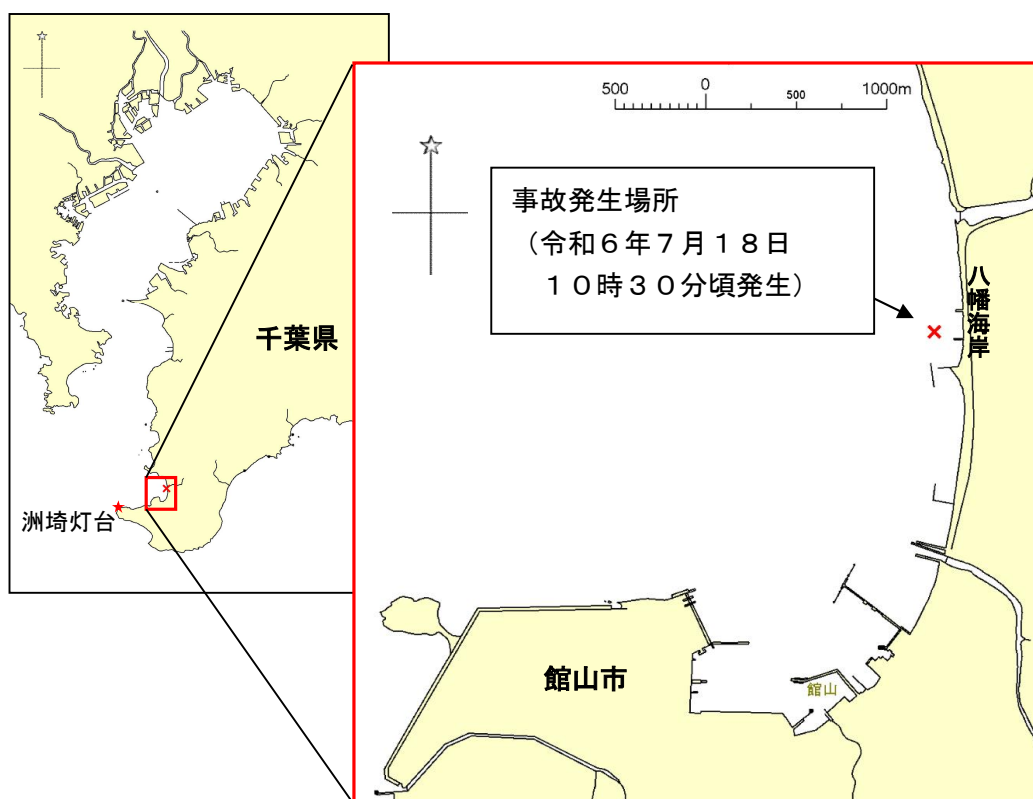 千葉県
洲埼灯台
500
0
500
1000m
事故発生場所
（令和６年７月１８日
１０時３０分頃発生）
八幡海岸
館山市
館山